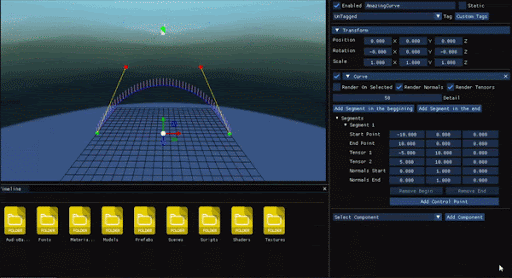 Enabled AmazingCurve Static
UnTagged Tag Custom Tags
Transform
Position 0.000 X 0.000 Y 0.000 Z
Rotation -0.000 X 0.000 Y -0.000 Z
Scale 1.000 X 1.000 Y 1.000 Z
Curve
Render On Selected Render Normals Render Tensors
50 Detail
Add Segment in the beggining Add Segment in the end
Segments
Segment 1
Start Point -10.000 0.000 0.000
End Point 10.000 0.000 0.000
Tensor 1 -5.000 10.000 0.000
Tensor 2 5.000 10.000 0.000
Normals Start 0.000 1.000 0.000
Normals End 0.000 1.000 0.000
Remove Begin Remove End
Add Control Point
Select Component Add Component
Timeline
FOLDER FOLDER FOLDER FOLDER FOLDER FOLDER FOLDER FOLDER FOLDER
Fonts Materia... Models Prefabs Scenes Scripts Shaders Textures